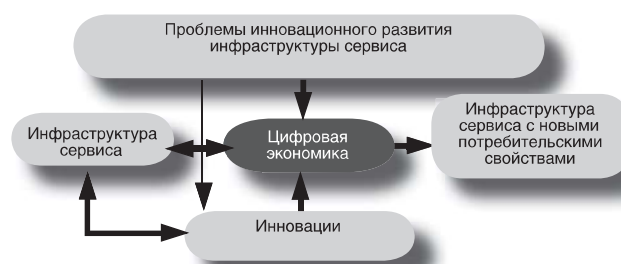 Проблемы инновационного развития
инфраструктуры сервиса
Инфраструктура
сервиса
Цифровая
экономика
Инфраструктура
сервиса с новыми
потребительскими
свойствами
Инновации